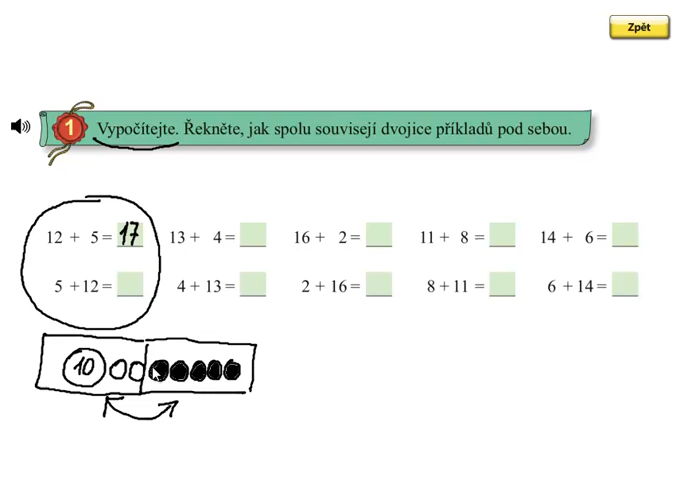 Zpět
1 Vypočítejte. Řekněte, jak spolu souvisejí dvojice příkladů pod sebou.
12 + 5 = 17 13 + 4 = 16 + 2 = 11 + 8 = 14 + 6 =
5 + 12 = 4 + 13 = 2 + 16 = 8 + 11 = 6 + 14 =
10